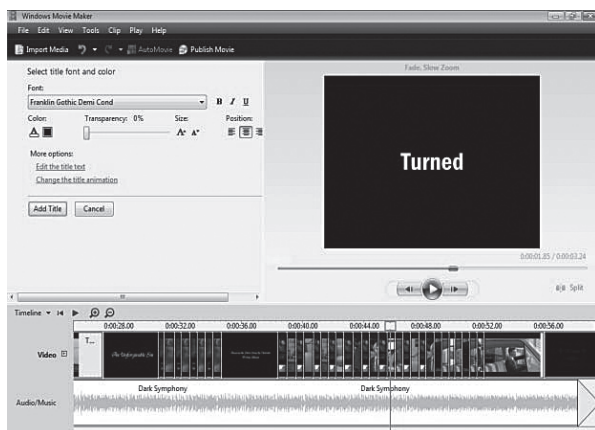 Windows Movie Maker
File Edit View Tools Clip Play Help
Import Media AutoMovie Publish Movie
Select title font and color
Font:
Franklin Gothic Demi Cond
B I U
Color: Transparency: 0% Size: Position:
A A A
More options:
Edit the title text
Change the title animation
Add Title Cancel
Fade, Slow Zoom
Turned
0:00:01.85 / 0:00:03.24
Split
Timeline
0:00:28.00 0:00:32.00 0:00:36.00 0:00:40.00 0:00:44.00 0:00:48.00 0:00:52.00 0:00:56.00
Video
T...
Dark Symphony Dark Symphony
Audio/Music